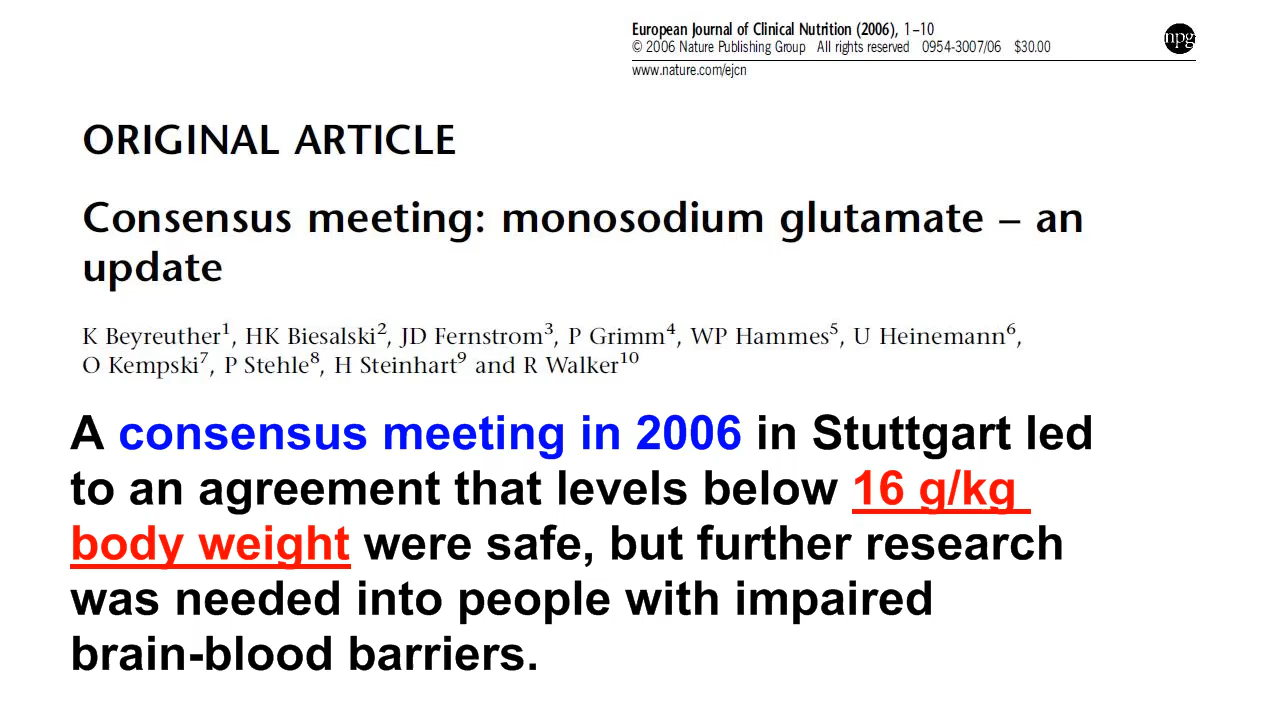 European Journal of Clinical Nutrition (2006), 1–10
© 2006 Nature Publishing Group All rights reserved 0954-3007/06 $30.00
npg
www.nature.com/ejcn
ORIGINAL ARTICLE
Consensus meeting: monosodium glutamate – an
update
K Beyreuther1, HK Biesalski2, JD Fernstrom3, P Grimm4, WP Hammes5, U Heinemann6,
O Kempski7, P Stehle8, H Steinhart9 and R Walker10
A consensus meeting in 2006 in Stuttgart led
to an agreement that levels below 16 g/kg
body weight were safe, but further research
was needed into people with impaired
brain-blood barriers.